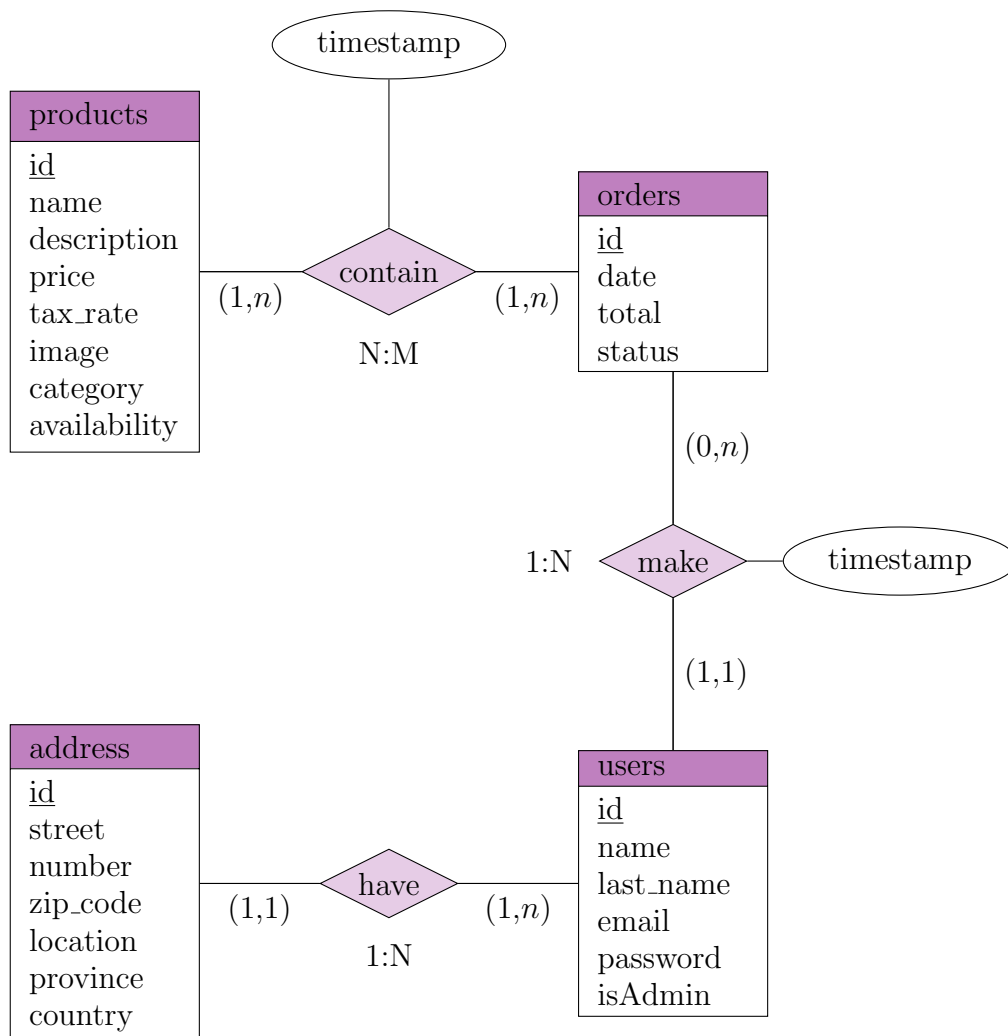 timestamp
products
id
name
description
price
tax_rate
image
category
availability
(1,n)
contain
(1,n)
N:M
orders
id
date
total
status
(0,n)
1:N
make
timestamp
(1,1)
address
id
street
number
zip_code
location
province
country
(1,1)
have
(1,n)
1:N
users
id
name
last_name
email
password
isAdmin